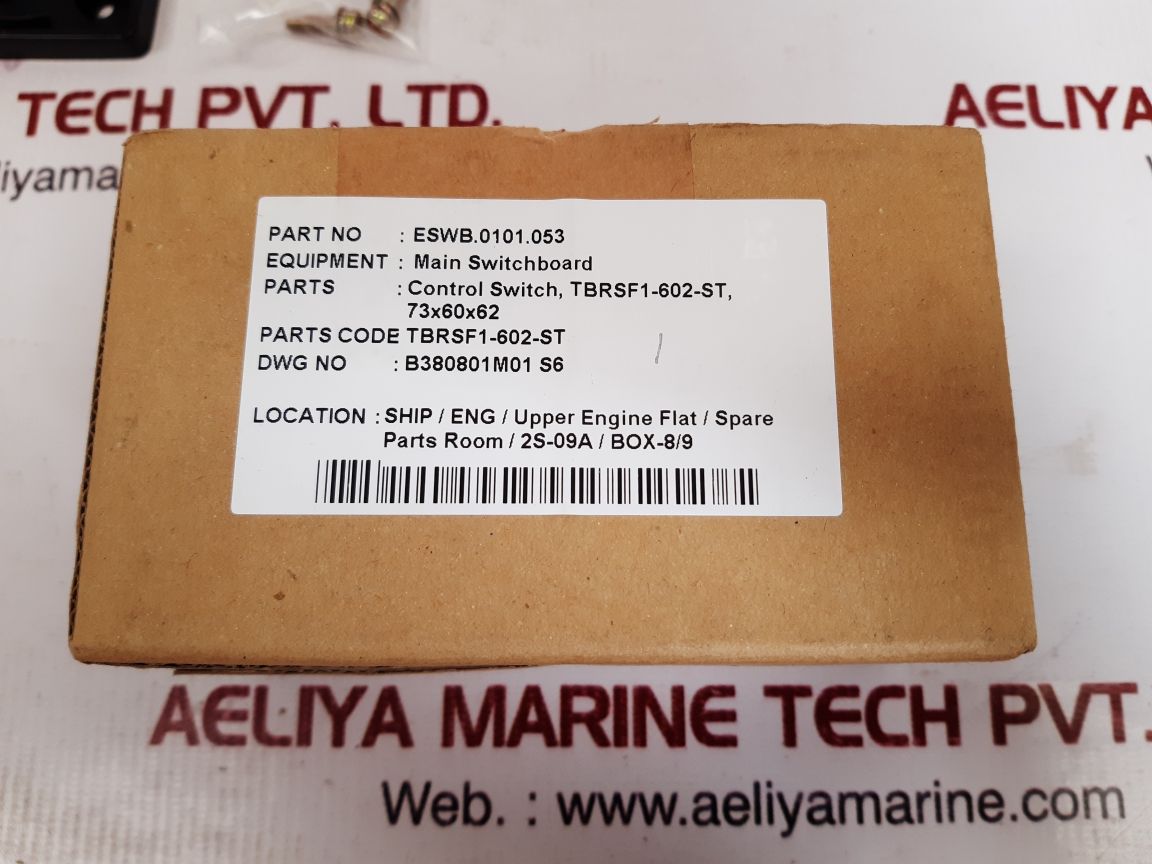 TECH PVT. LTD.
AELIYA
PART NO : ESWB.0101.053
EQUIPMENT : Main Switchboard
PARTS : Control Switch, TBRSF1-602-ST,
73x60x62
PARTS CODE TBRSF1-602-ST
DWG NO : B380801M01 S6
LOCATION : SHIP / ENG / Upper Engine Flat / Spare
Parts Room / 2S-09A / BOX-8/9
AELIYA MARINE TECH PVT.
Web. : www.aeliyamarine.com